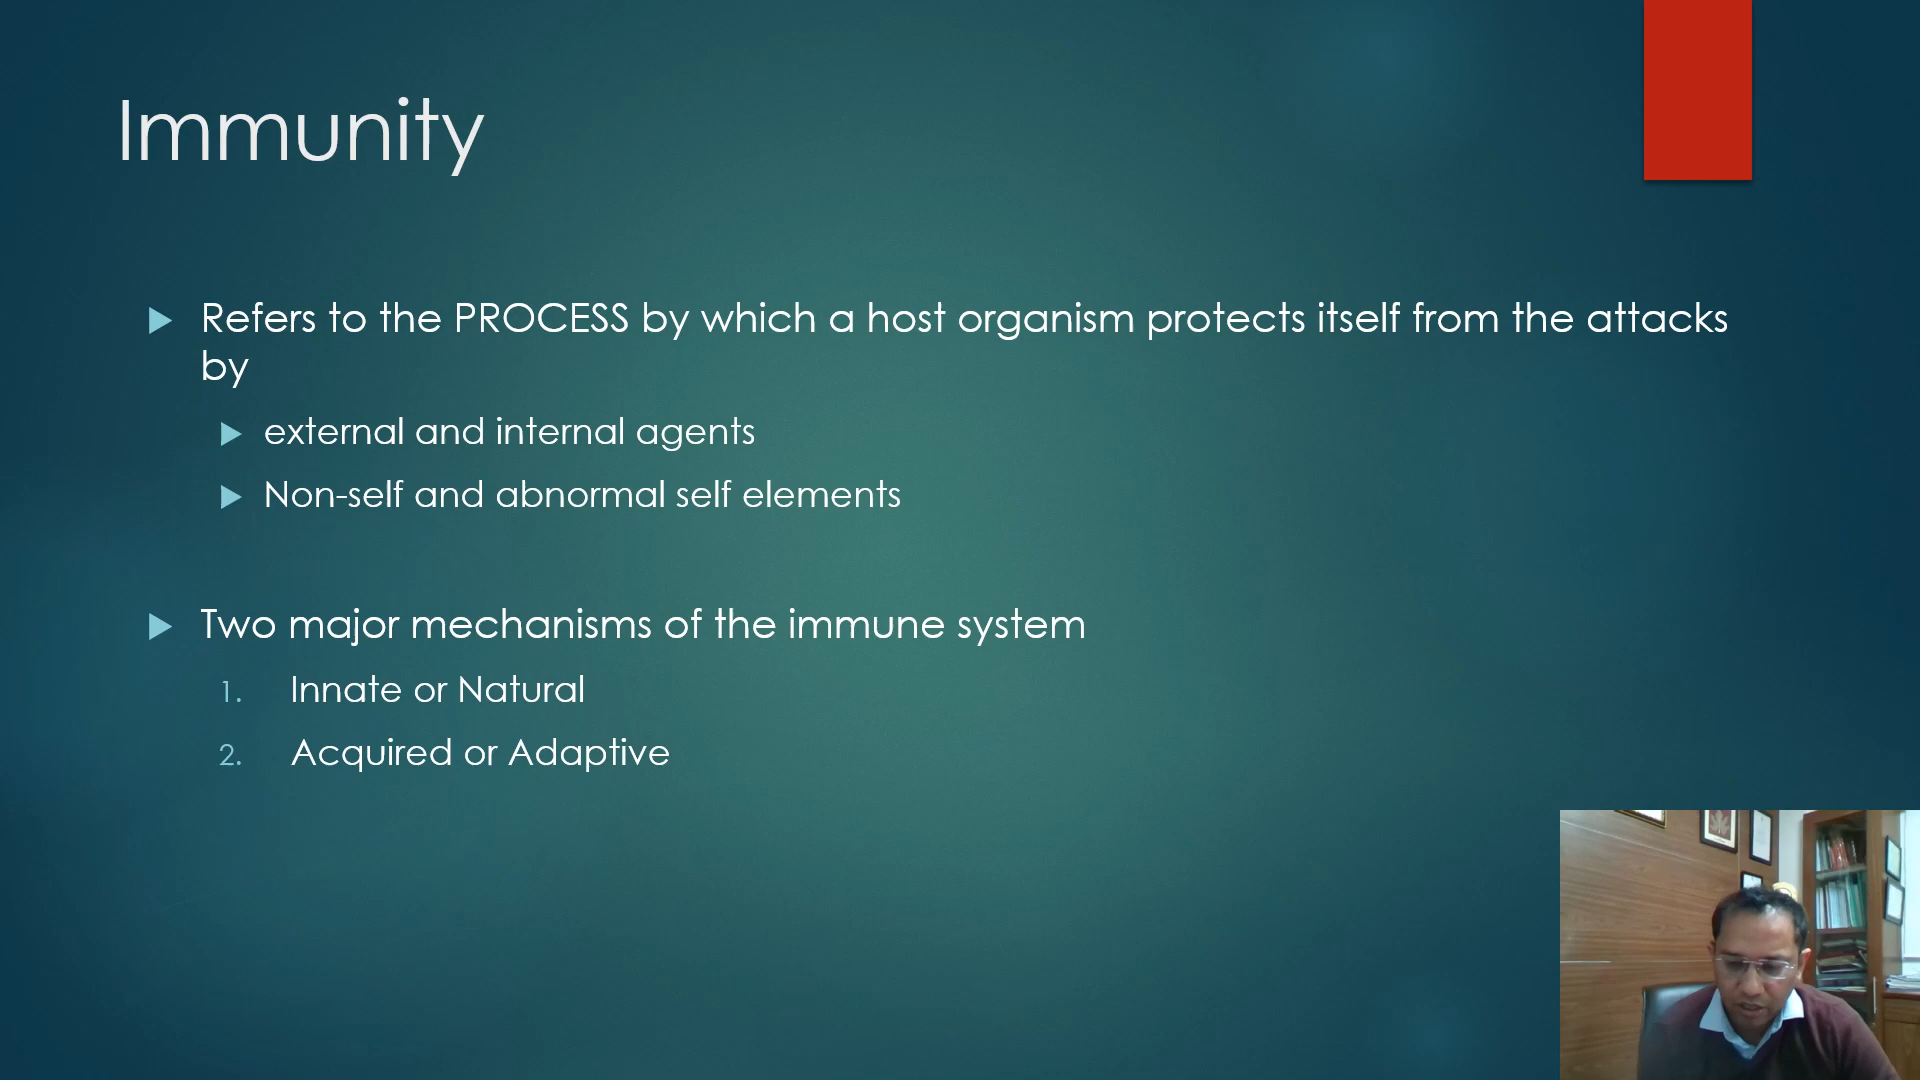 Immunity
Refers to the PROCESS by which a host organism protects itself from the attacks
by
external and internal agents
Non-self and abnormal self elements
Two major mechanisms of the immune system
1. Innate or Natural
2. Acquired or Adaptive